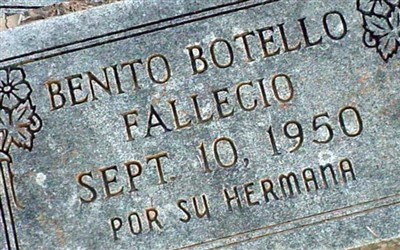 BENITO BOTELLO
FALLECIO
SEPT. 10, 1950
POR SU HERMANA